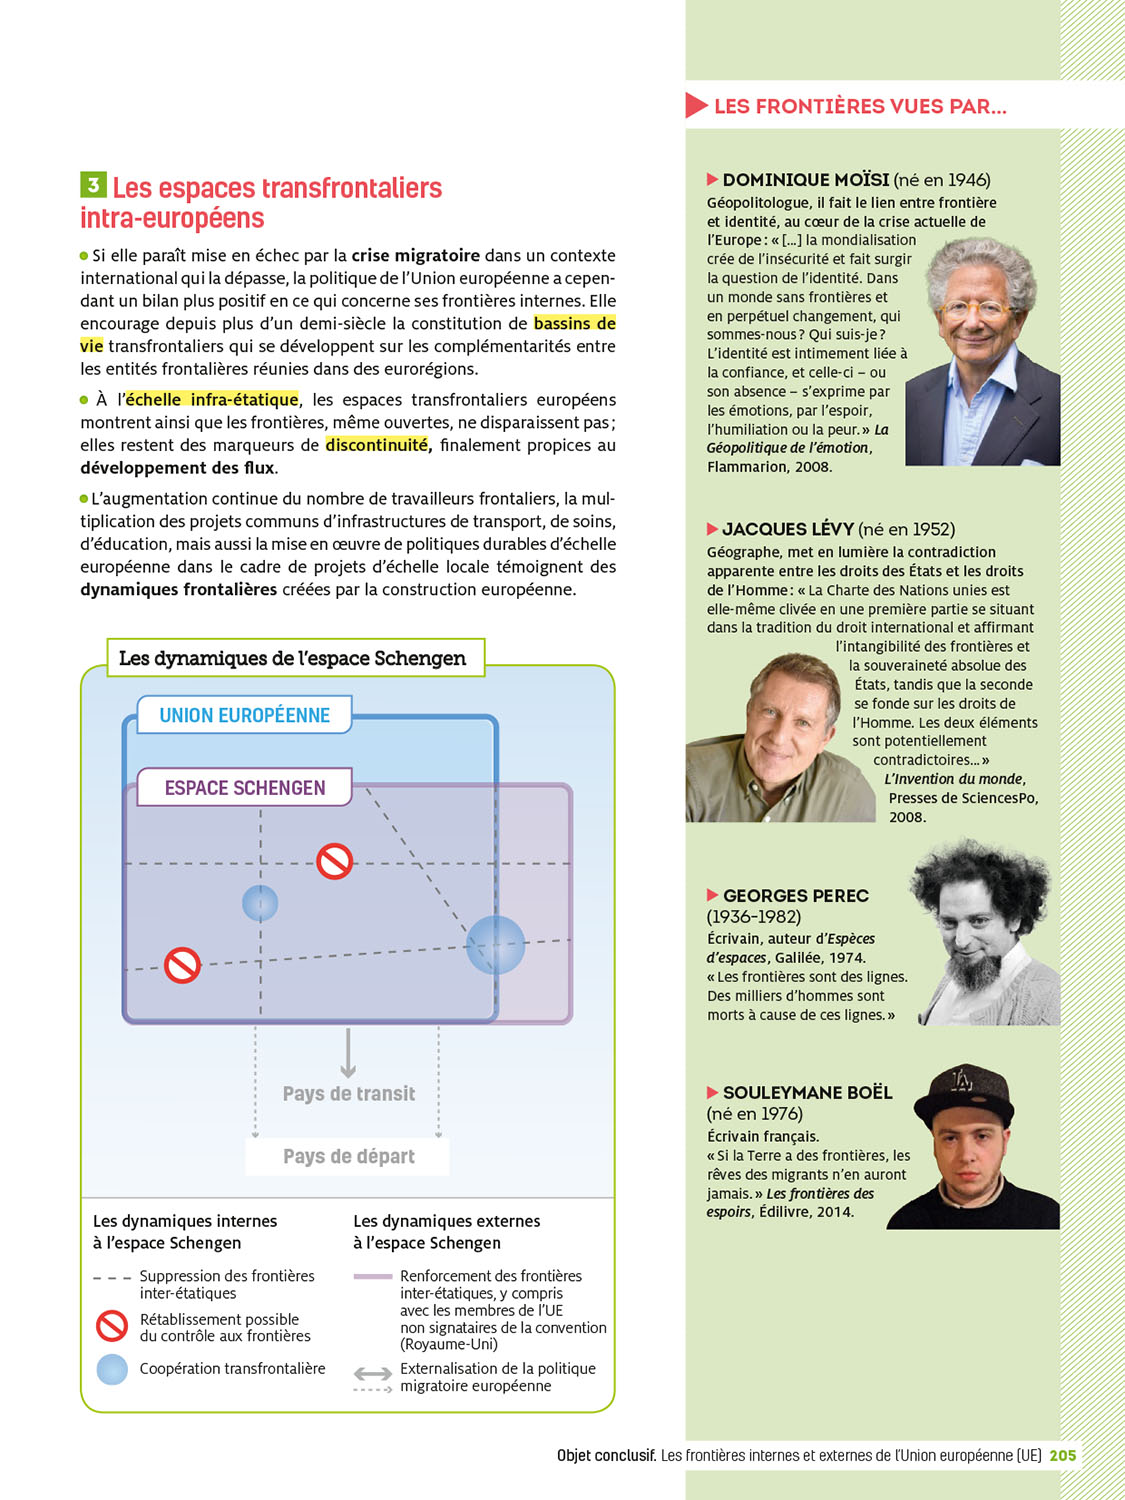 3 Les espaces transfrontaliers
intra-européens
Si elle paraît mise en échec par la crise migratoire dans un contexte
international qui la dépasse, la politique de l'Union européenne a cepen-
dant un bilan plus positif en ce qui concerne ses frontières internes. Elle
encourage depuis plus d'un demi-siècle la constitution de bassins de
vie transfrontaliers qui se développent sur les complémentarités entre
les entités frontalières réunies dans des eurorégions.
À l'échelle infra-étatique, les espaces transfrontaliers européens
montrent ainsi que les frontières, même ouvertes, ne disparaissent pas ;
elles restent des marqueurs de discontinuité, finalement propices au
développement des flux.
L'augmentation continue du nombre de travailleurs frontaliers, la mul-
tiplication des projets communs d'infrastructures de transport, de soins,
d'éducation, mais aussi la mise en œuvre de politiques durables d'échelle
européenne dans le cadre de projets d'échelle locale témoignent des
dynamiques frontalières créées par la construction européenne.
Les dynamiques de l'espace Schengen
UNION EUROPÉENNE
ESPACE SCHENGEN
Pays de transit
Pays de départ
Les dynamiques internes
à l'espace Schengen
Suppression des frontières
inter-étatiques
Rétablissement possible
du contrôle aux frontières
Coopération transfrontalière
Les dynamiques externes
à l'espace Schengen
Renforcement des frontières
inter-étatiques, y compris
avec les membres de l'UE
non signataires de la convention
(Royaume-Uni)
Externalisation de la politique
migratoire européenne
LES FRONTIÈRES VUES PAR...
DOMINIQUE MOÏSI (né en 1946)
Géopolitologue, il fait le lien entre frontière
et identité, au cœur de la crise actuelle de
l'Europe : « [...] la mondialisation
crée de l'insécurité et fait surgir
la question de l'identité. Dans
un monde sans frontières et
en perpétuel changement, qui
sommes-nous ? Qui suis-je ?
L'identité est intimement liée à
la confiance, et celle-ci – ou
son absence – s'exprime par
les émotions, par l'espoir,
l'humiliation ou la peur. » La
Géopolitique de l'émotion,
Flammarion, 2008.
JACQUES LÉVY (né en 1952)
Géographe, met en lumière la contradiction
apparente entre les droits des États et les droits
de l'Homme : « La Charte des Nations unies est
elle-même clivée en une première partie se situant
dans la tradition du droit international et affirmant
l'intangibilité des frontières et
la souveraineté absolue des
États, tandis que la seconde
se fonde sur les droits de
l'Homme. Les deux éléments
sont potentiellement
contradictoires... »
L'Invention du monde,
Presses de SciencesPo,
2008.
GEORGES PEREC
(1936-1982)
Écrivain, auteur d'Espèces
d'espaces, Galilée, 1974.
« Les frontières sont des lignes.
Des milliers d'hommes sont
morts à cause de ces lignes. »
SOULEYMANE BOËL
(né en 1976)
Écrivain français.
« Si la Terre a des frontières, les
rêves des migrants n'en auront
jamais. » Les frontières des
espoirs, Édilivre, 2014.
LA
Objet conclusif. Les frontières internes et externes de l'Union européenne (UE) 205